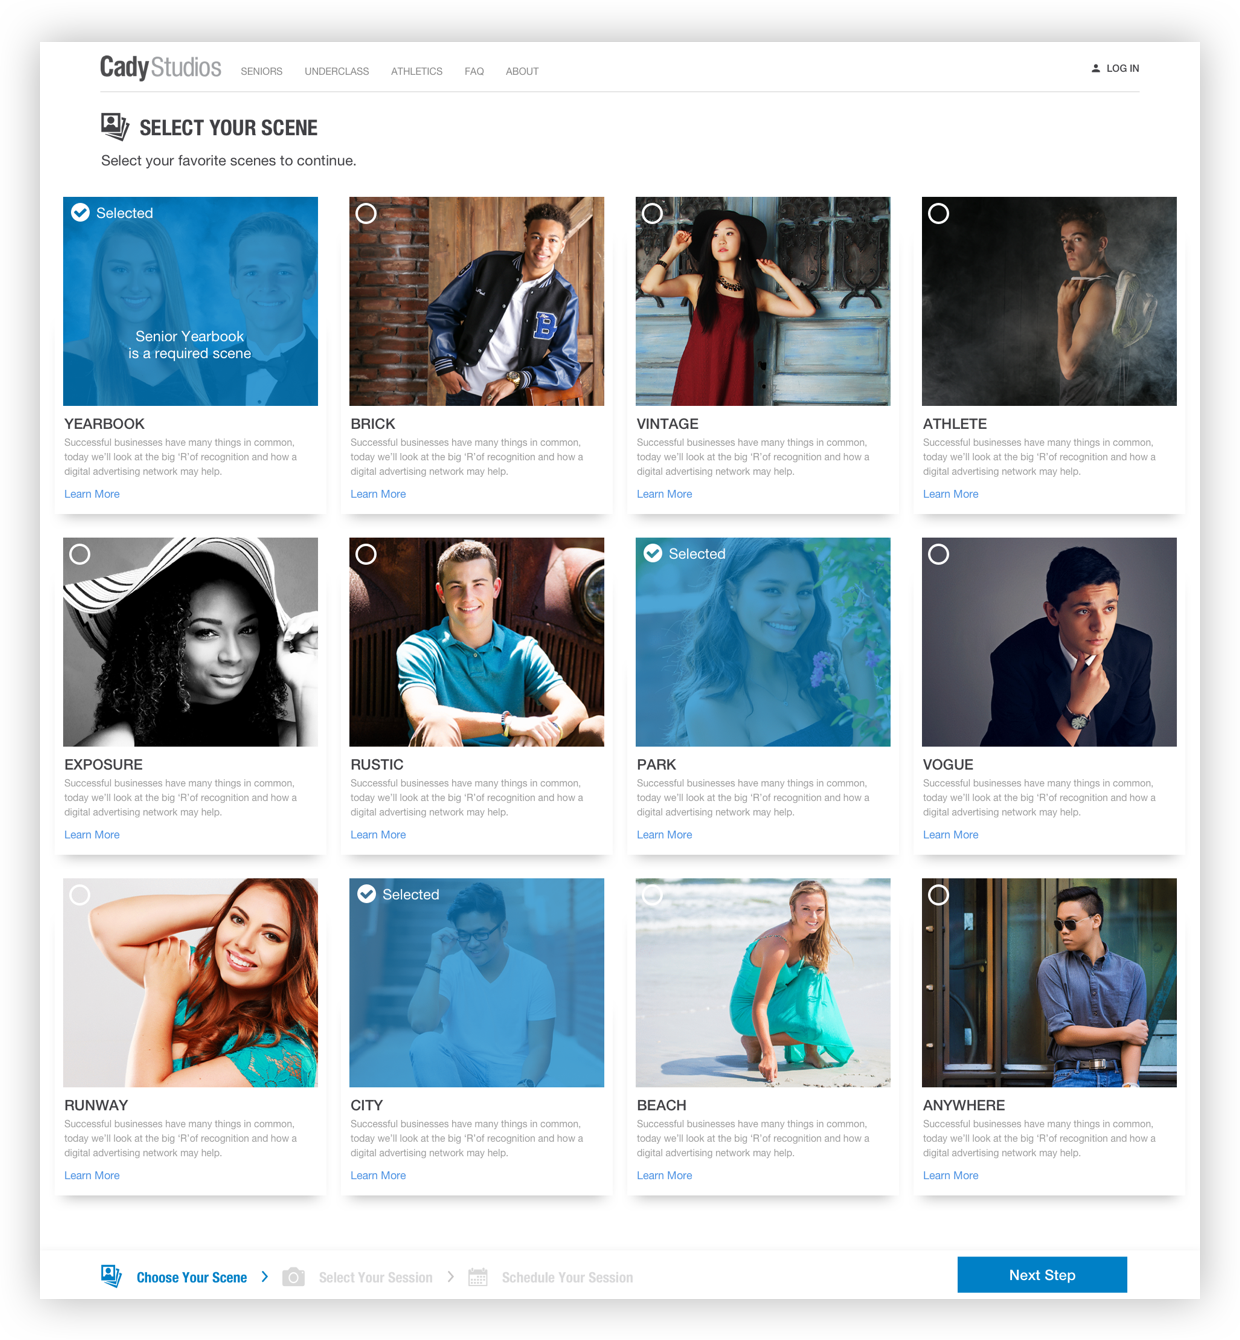 CadyStudios SENIORS UNDERCLASS ATHLETICS FAQ ABOUT LOG IN
SELECT YOUR SCENE
Select your favorite scenes to continue.
Selected
Senior Yearbook
is a required scene
B
YEARBOOK
Successful businesses have many things in common,
today we'll look at the big 'R'of recognition and how a
digital advertising network may help.
Learn More
BRICK
Successful businesses have many things in common,
today we'll look at the big 'R'of recognition and how a
digital advertising network may help.
Learn More
VINTAGE
Successful businesses have many things in common,
today we'll look at the big 'R'of recognition and how a
digital advertising network may help.
Learn More
ATHLETE
Successful businesses have many things in common,
today we'll look at the big 'R'of recognition and how a
digital advertising network may help.
Learn More
EXPOSURE
Successful businesses have many things in common,
today we'll look at the big 'R'of recognition and how a
digital advertising network may help.
Learn More
RUSTIC
Successful businesses have many things in common,
today we'll look at the big 'R'of recognition and how a
digital advertising network may help.
Learn More
Selected
PARK
Successful businesses have many things in common,
today we'll look at the big 'R'of recognition and how a
digital advertising network may help.
Learn More
VOGUE
Successful businesses have many things in common,
today we'll look at the big 'R'of recognition and how a
digital advertising network may help.
Learn More
RUNWAY
Successful businesses have many things in common,
today we'll look at the big 'R'of recognition and how a
digital advertising network may help.
Learn More
Selected
CITY
Successful businesses have many things in common,
today we'll look at the big 'R'of recognition and how a
digital advertising network may help.
Learn More
BEACH
Successful businesses have many things in common,
today we'll look at the big 'R'of recognition and how a
digital advertising network may help.
Learn More
ANYWHERE
Successful businesses have many things in common,
today we'll look at the big 'R'of recognition and how a
digital advertising network may help.
Learn More
Choose Your Scene > Select Your Session > Schedule Your Session Next Step